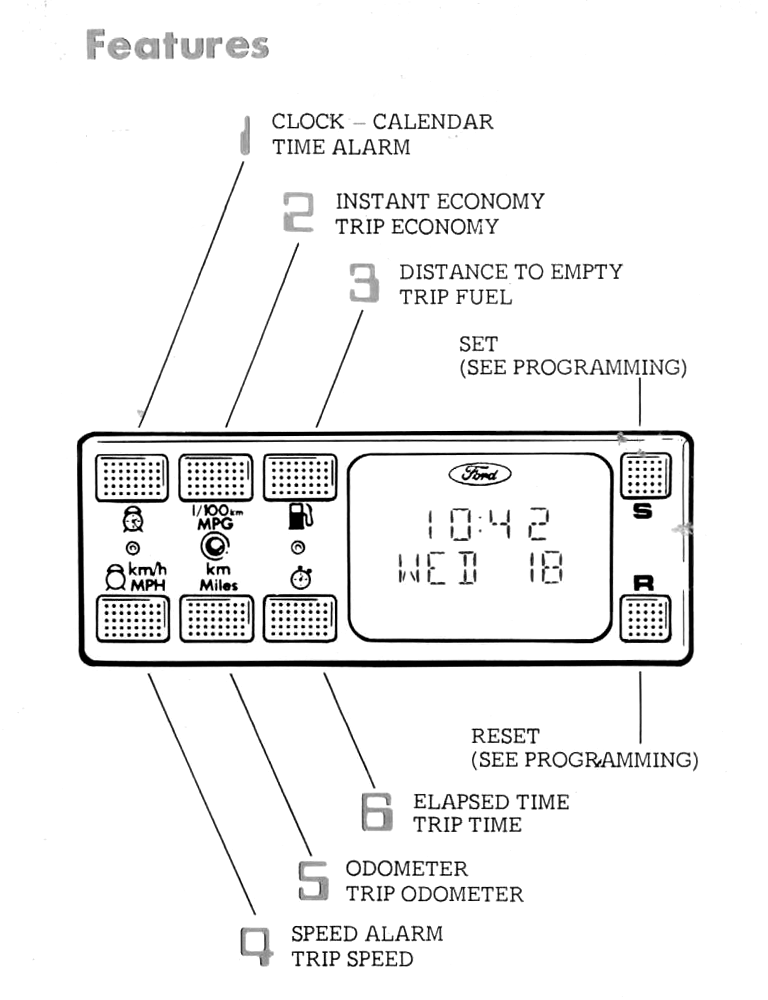 Features
1
CLOCK – CALENDAR
TIME ALARM
2
INSTANT ECONOMY
TRIP ECONOMY
3
DISTANCE TO EMPTY
TRIP FUEL
SET
(SEE PROGRAMMING)
Ford
l/100km
MPG
S
10:42
WED 18
km/h
MPH
km
Miles
R
RESET
(SEE PROGRAMMING)
6
ELAPSED TIME
TRIP TIME
5
ODOMETER
TRIP ODOMETER
4
SPEED ALARM
TRIP SPEED